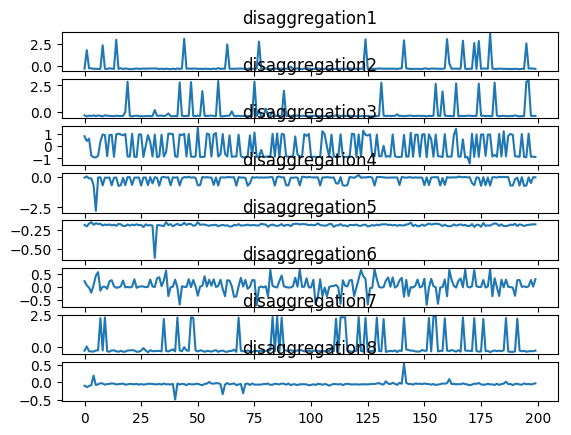 disaggregation1
2.5
0.0
disaggregation2
2.5
0.0
disaggregation3
1
0
−1
disaggregation4
0.0
−2.5
disaggregation5
−0.25
−0.50
disaggregation6
0.5
0.0
−0.5
disaggregation7
2.5
0.0
disaggregation8
0.5
0.0
−0.5
0 25 50 75 100 125 150 175 200